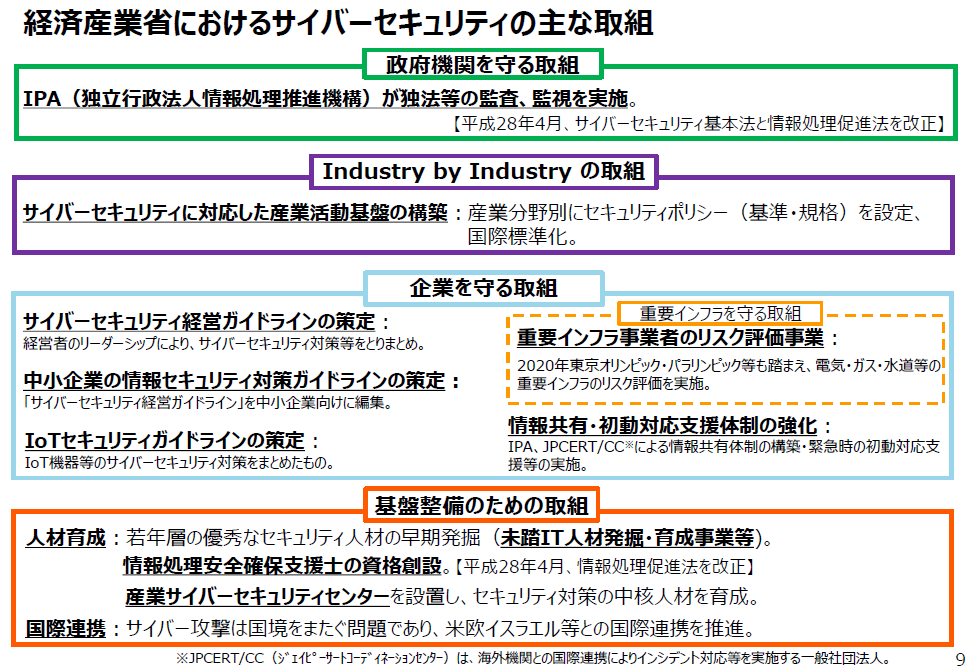 経済産業省におけるサイバーセキュリティの主な取組
政府機関を守る取組
IPA（独立行政法人情報処理推進機構）が独法等の監査、監視を実施。
【平成28年4月、サイバーセキュリティ基本法と情報処理促進法を改正】
Industry by Industry の取組
サイバーセキュリティに対応した産業活動基盤の構築：産業分野別にセキュリティポリシー（基準・規格）を設定、
国際標準化。
企業を守る取組
サイバーセキュリティ経営ガイドラインの策定：
経営者のリーダーシップにより、サイバーセキュリティ対策等をとりまとめ。
中小企業の情報セキュリティ対策ガイドラインの策定：
「サイバーセキュリティ経営ガイドライン」を中小企業向けに編集。
IoTセキュリティガイドラインの策定：
IoT機器等のサイバーセキュリティ対策をまとめたもの。
重要インフラを守る取組
重要インフラ事業者のリスク評価事業：
2020年東京オリンピック・パラリンピック等も踏まえ、電気・ガス・水道等の
重要インフラのリスク評価を実施。
情報共有・初動対応支援体制の強化：
IPA、JPCERT/CC※による情報共有体制の構築・緊急時の初動対応支
援等の実施。
基盤整備のための取組
人材育成：若年層の優秀なセキュリティ人材の早期発掘（未踏IT人材発掘・育成事業等)。
情報処理安全確保支援士の資格創設。【平成28年4月、情報処理促進法を改正】
産業サイバーセキュリティセンターを設置し、セキュリティ対策の中核人材を育成。
国際連携：サイバー攻撃は国境をまたぐ問題であり、米欧イスラエル等との国際連携を推進。
※JPCERT/CC（ｼﾞｪｲﾋﾟｰｻｰﾄｺｰﾃﾞｨﾈｰｼｮﾝｾﾝﾀｰ）は、海外機関との国際連携によりインシデント対応等を実施する一般社団法人。
9